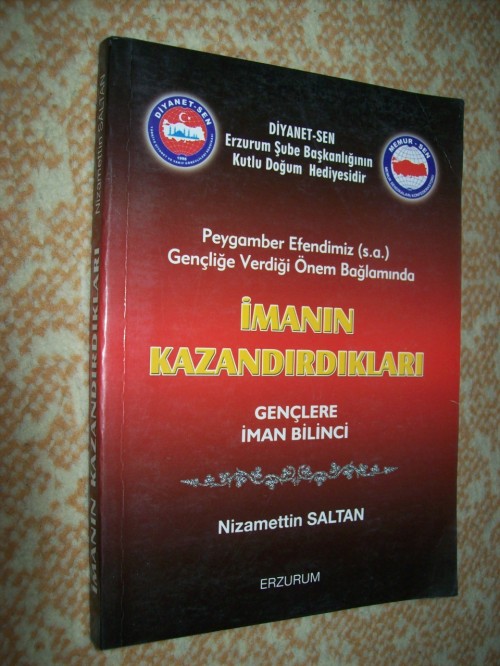 DİYANET-SEN
Erzurum Şube Başkanlığının
Kutlu Doğum Hediyesidir
DİYANET-SEN
1998
MEMUR-SEN
Peygamber Efendimiz (s.a.)
Gençliğe Verdiği Önem Bağlamında
İMANIN
KAZANDIRDIKLARI
GENÇLERE
İMAN BİLİNCİ
Nizamettin SALTAN
ERZURUM
İMANIN KAZANDIRDIKLARI Nizamettin SALTAN